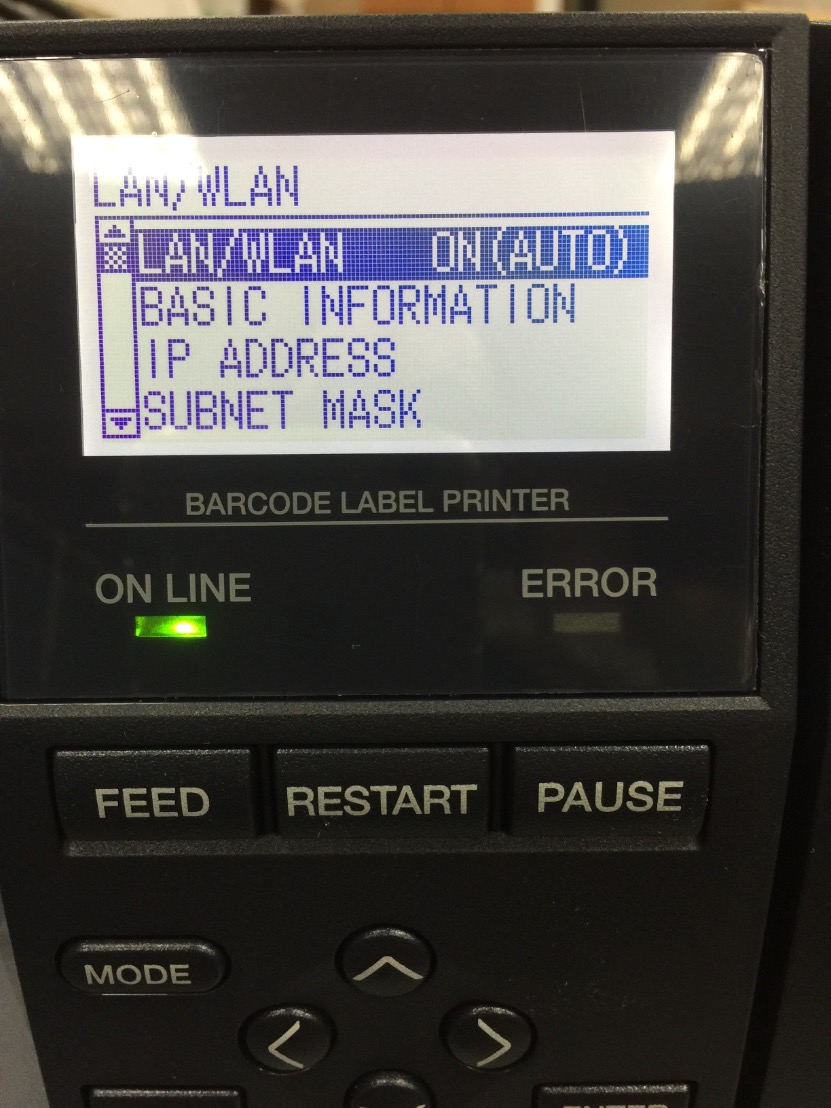 LAN/WLAN
LAN/WLAN ON(AUTO)
BASIC INFORMATION
IP ADDRESS
SUBNET MASK
BARCODE LABEL PRINTER
ON LINE ERROR
FEED RESTART PAUSE
MODE